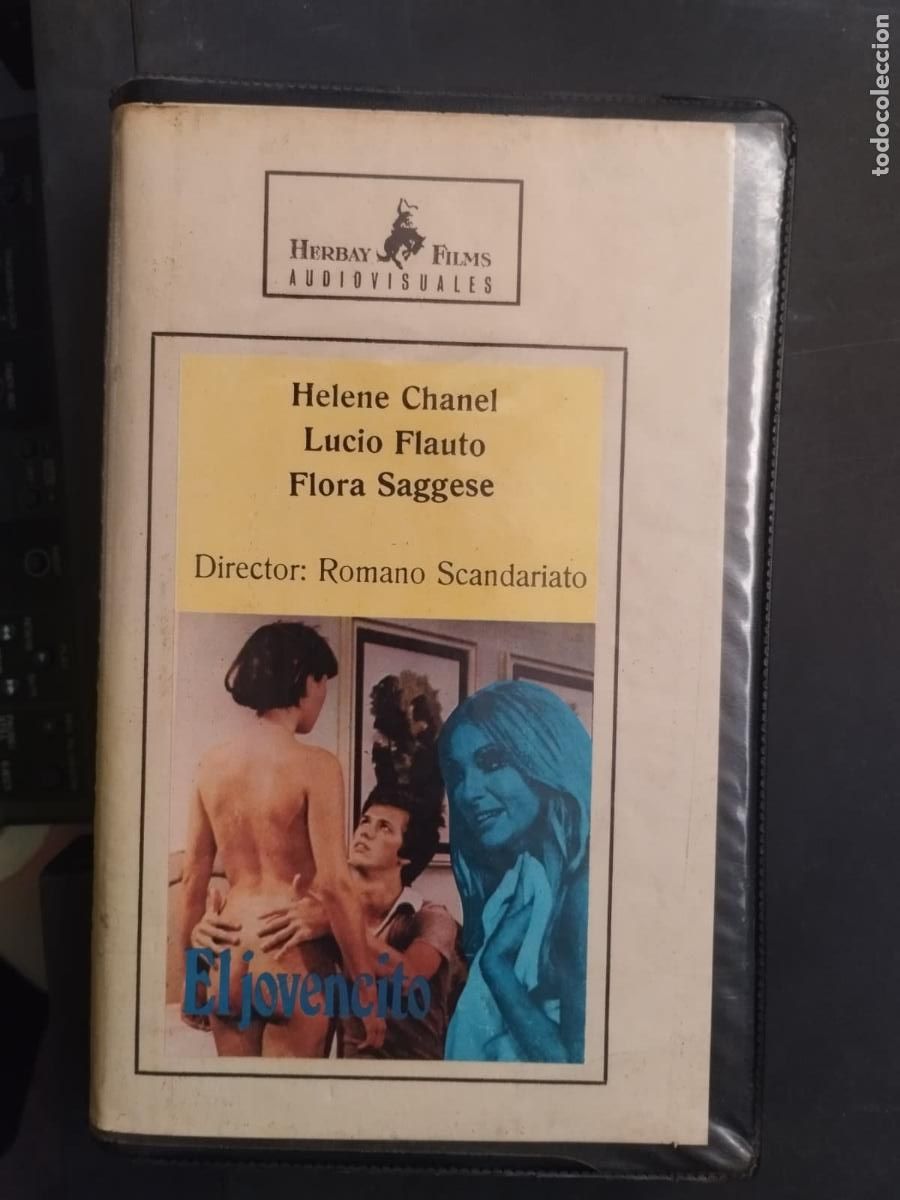 HERBAY FILMS
AUDIOVISUALES
Helene Chanel
Lucio Flauto
Flora Saggese
Director: Romano Scandariato
El jovencito
todocoleccion